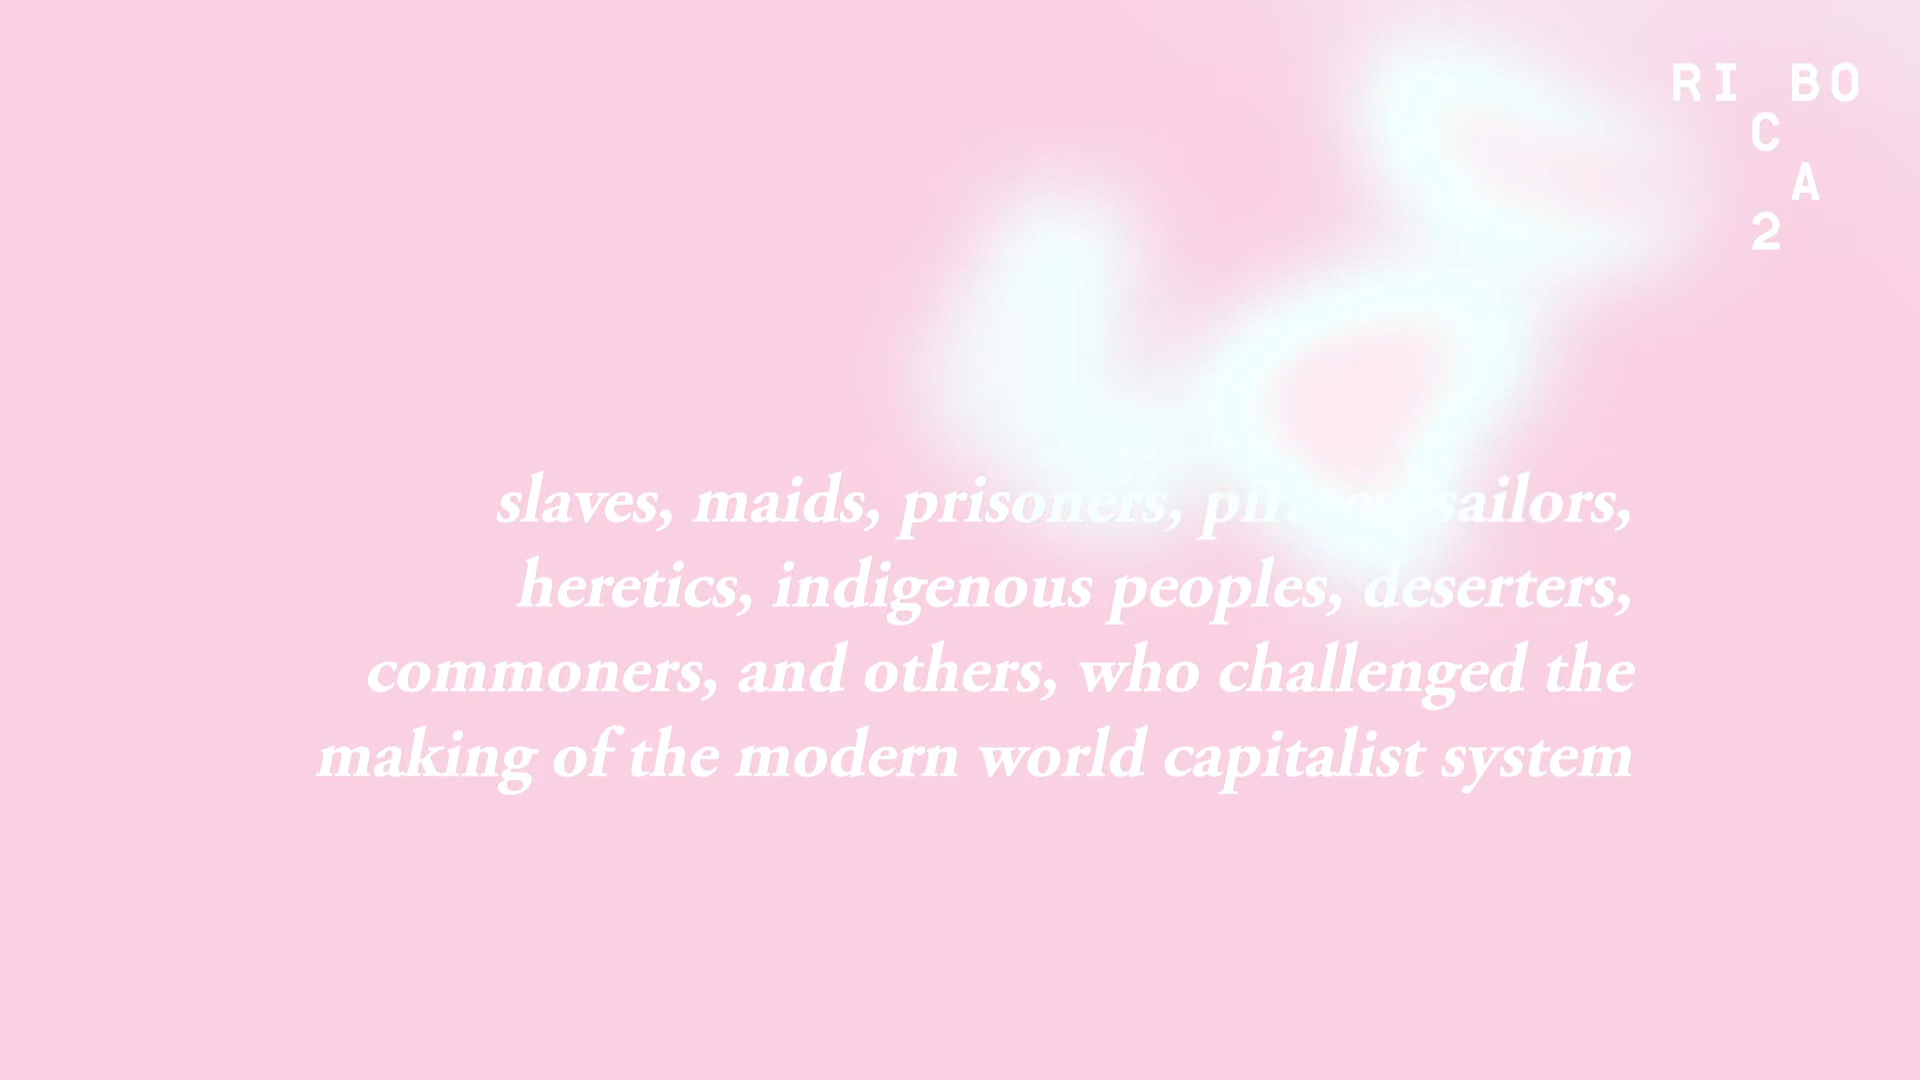 RI BO
C
A
2
slaves, maids, prisoners, pirates, sailors,
heretics, indigenous peoples, deserters,
commoners, and others, who challenged the
making of the modern world capitalist system